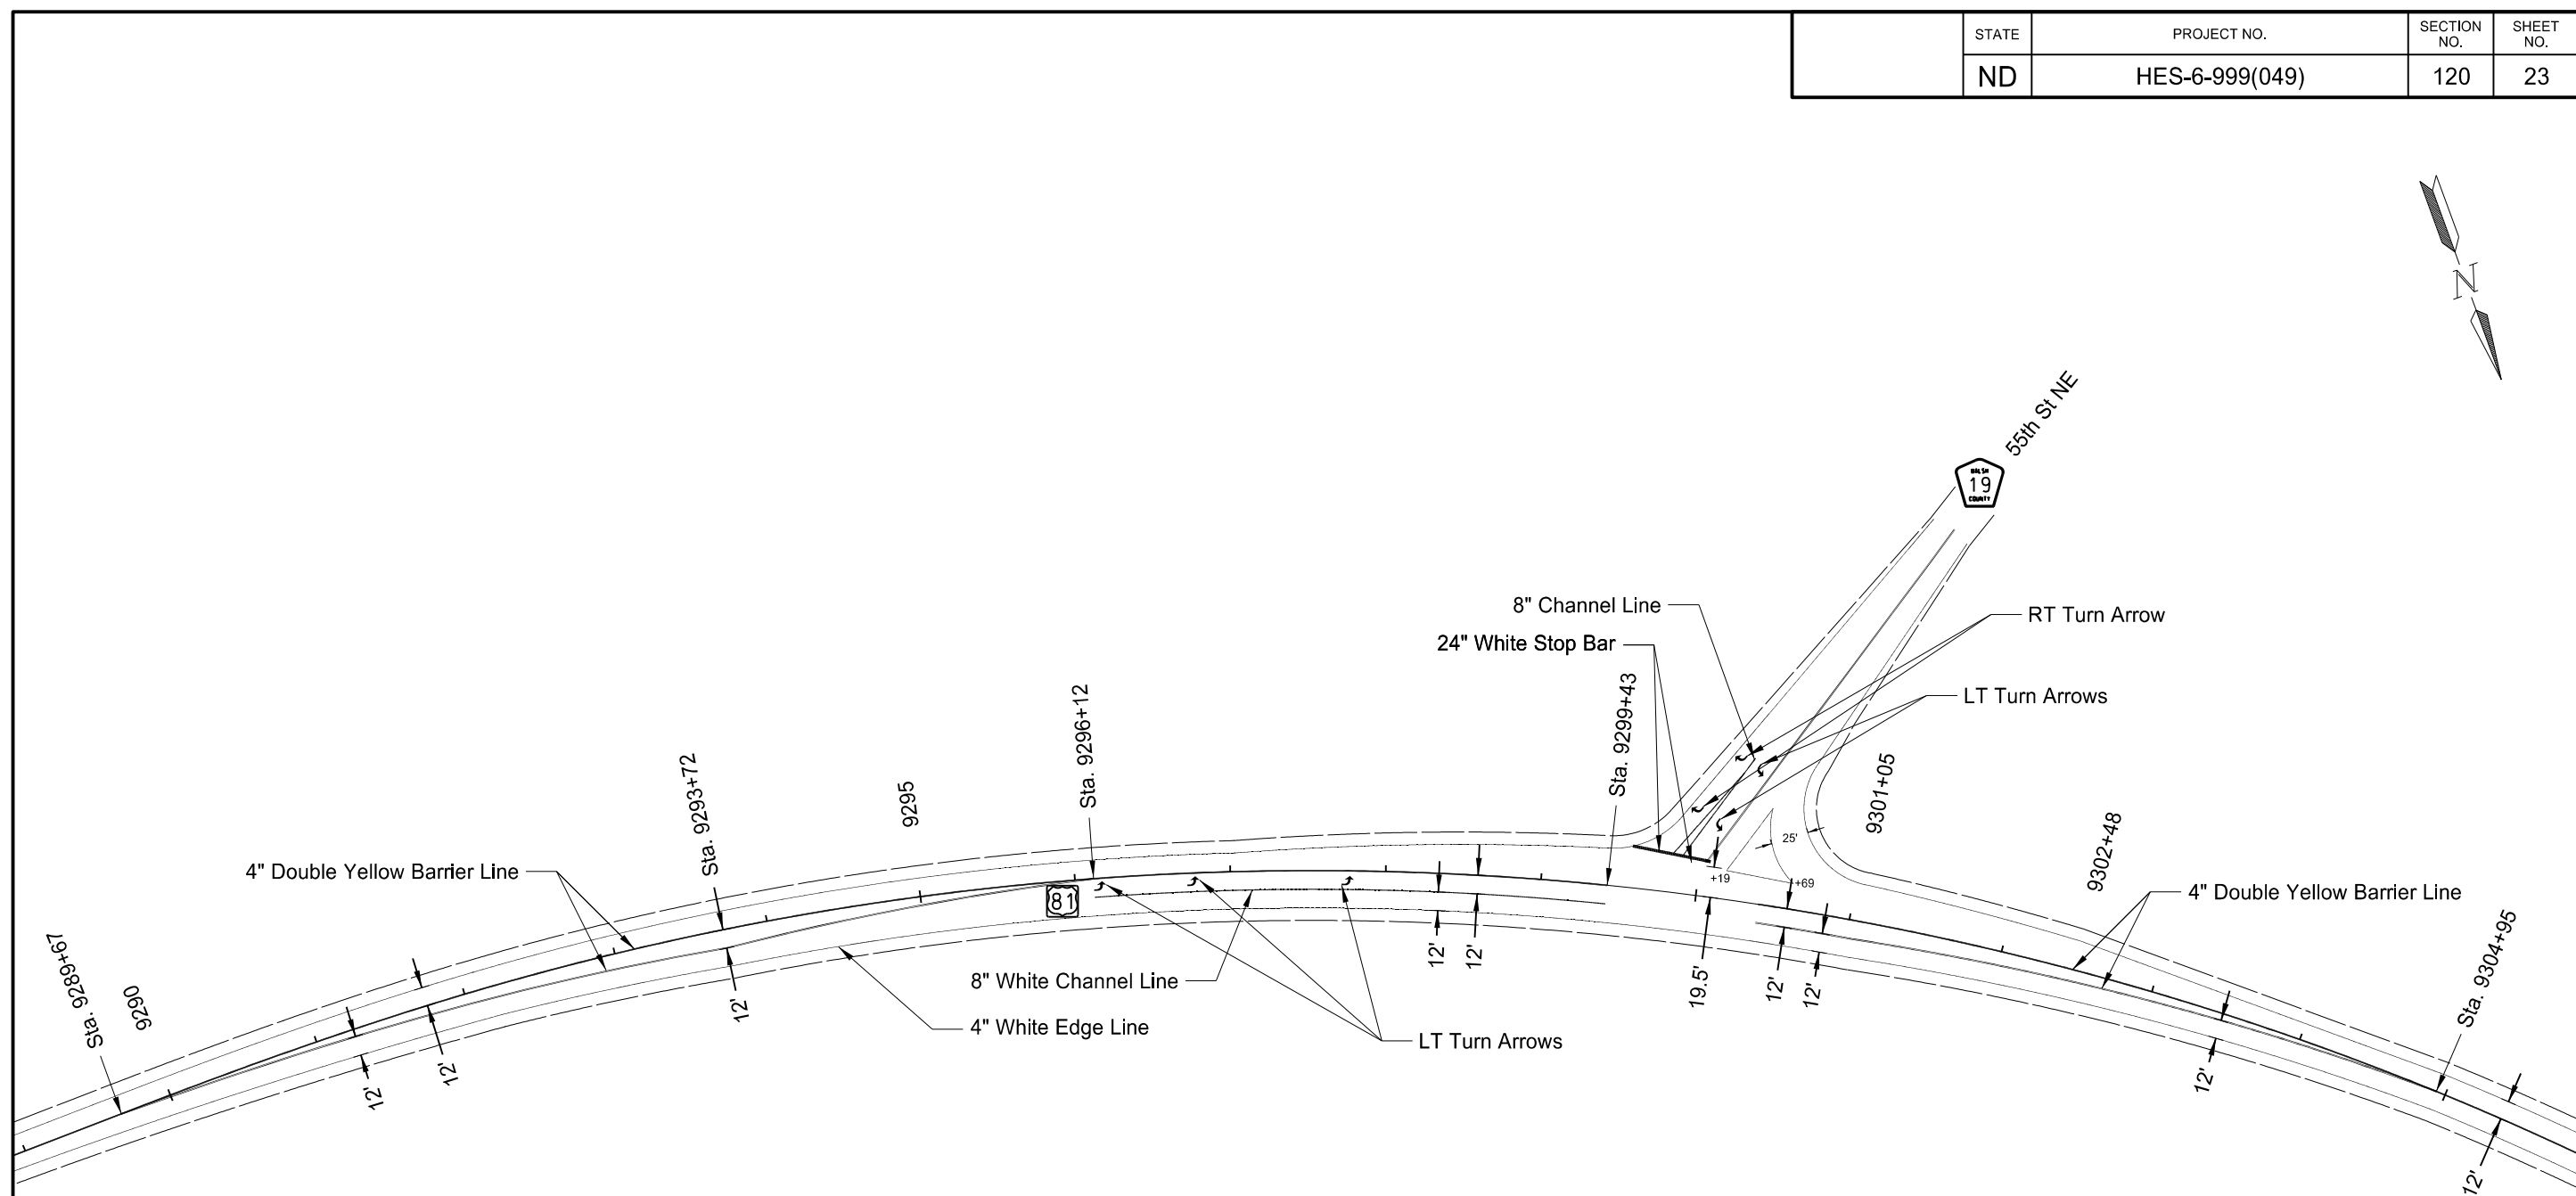 STATE
PROJECT NO.
SECTION
NO.
SHEET
NO.
ND
HES-6-999(049)
120
23
N
55th St NE
WALSH
19
COUNTY
8" Channel Line
RT Turn Arrow
24" White Stop Bar
LT Turn Arrows
Sta. 9299+43
Sta. 9296+12
Sta. 9293+72
9295
9301+05
9302+48
25'
+19
+69
4" Double Yellow Barrier Line
4" Double Yellow Barrier Line
81
Sta. 9289+67
9290
Sta. 9304+95
12'
12'
12'
12'
12'
19.5'
12'
12'
12'
12'
8" White Channel Line
4" White Edge Line
LT Turn Arrows